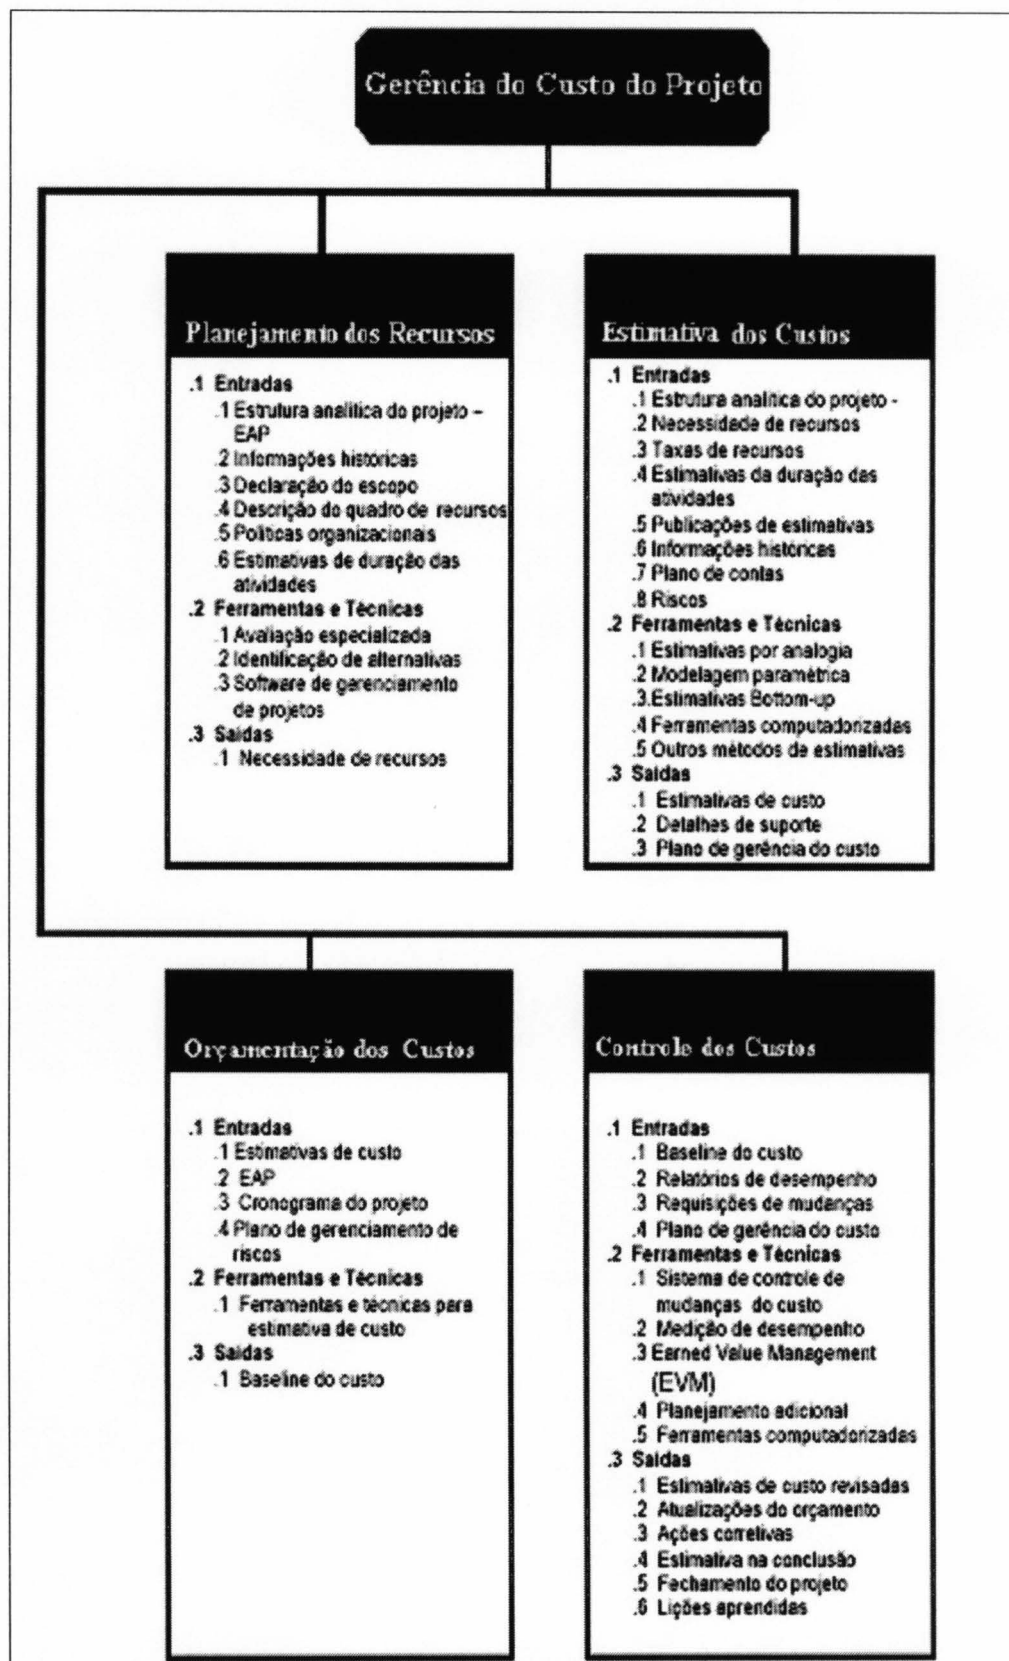 Gerência do Custo do Projeto
Planejamento dos Recursos
.1 Entradas
.1 Estrutura analítica do projeto –
EAP
.2 Informações históricas
.3 Declaração do escopo
.4 Descrição do quadro de recursos
.5 Políticas organizacionais
.6 Estimativas de duração das
atividades
.2 Ferramentas e Técnicas
.1 Avaliação especializada
.2 Identificação de alternativas
.3 Software de gerenciamento
de projetos
.3 Saídas
.1 Necessidade de recursos
Estimativa dos Custos
.1 Entradas
.1 Estrutura analítica do projeto -
.2 Necessidade de recursos
.3 Taxas de recursos
.4 Estimativas da duração das
atividades
.5 Publicações de estimativas
.6 Informações históricas
.7 Plano de contas
.8 Riscos
.2 Ferramentas e Técnicas
.1 Estimativas por analogia
.2 Modelagem paramétrica
.3.Estimativas Bottom-up
.4 Ferramentas computadorizadas
.5 Outros métodos de estimativas
.3 Saídas
.1 Estimativas de custo
.2 Detalhes de suporte
.3 Plano de gerência do custo
Orçamentação dos Custos
.1 Entradas
.1 Estimativas de custo
.2 EAP
.3 Cronograma do projeto
.4 Plano de gerenciamento de
riscos
.2 Ferramentas e Técnicas
.1 Ferramentas e técnicas para
estimativa de custo
.3 Saídas
.1 Baseline do custo
Controle dos Custos
.1 Entradas
.1 Baseline do custo
.2 Relatórios de desempenho
.3 Requisições de mudanças
.4 Plano de gerência do custo
.2 Ferramentas e Técnicas
.1 Sistema de controle de
mudanças do custo
.2 Medição de desempenho
.3 Earned Value Management
(EVM)
.4 Planejamento adicional
.5 Ferramentas computadorizadas
.3 Saídas
.1 Estimativas de custo revisadas
.2 Atualizações do orçamento
.3 Ações corretivas
.4 Estimativa na conclusão
.5 Fechamento do projeto
.6 Lições aprendidas